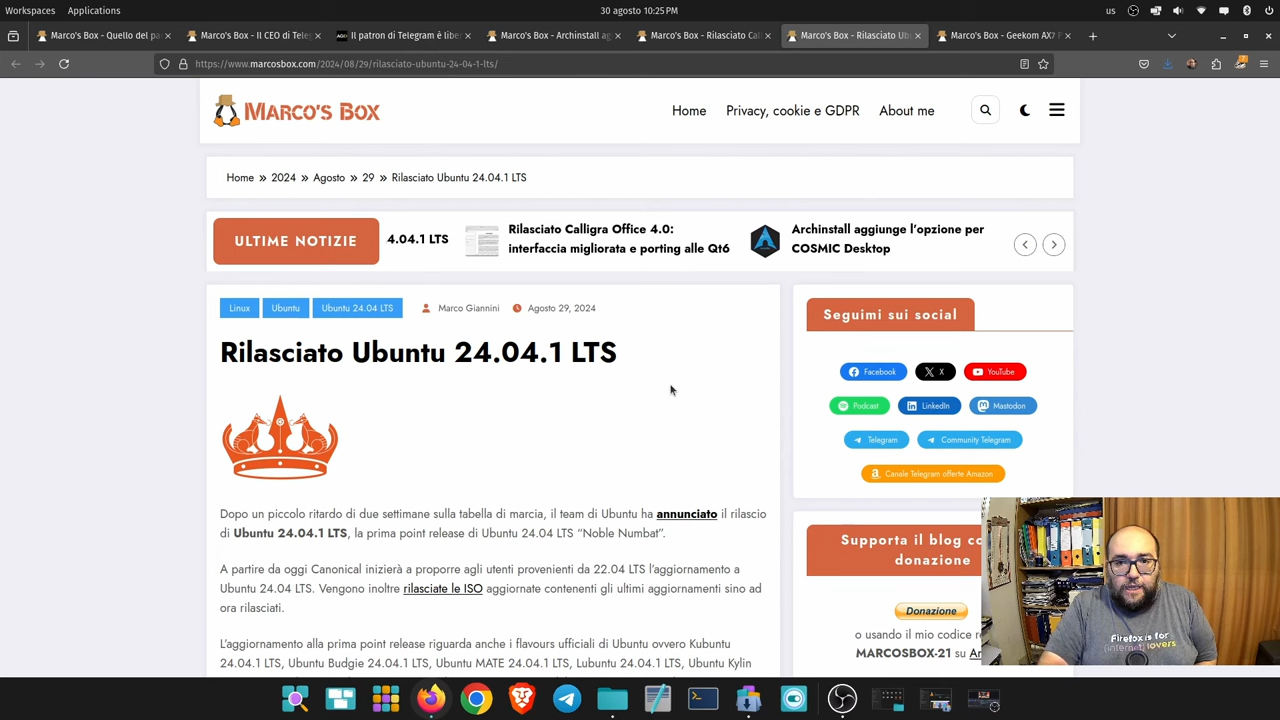 Workspaces Applications 30 agosto 10:25 PM us
Marco's Box - Quello del pa Marco's Box - Il CEO di Tele Il patron di Telegram è libe Marco's Box - Archinstall ag Marco's Box - Rilasciato Cal Marco's Box - Rilasciato Ub Marco's Box - Geekom AX7 P
https://www.marcosbox.com/2024/08/29/rilasciato-ubuntu-24-04-1-lts/
Marco's Box Home Privacy, cookie e GDPR About me
Home » 2024 » Agosto » 29 » Rilasciato Ubuntu 24.04.1 LTS
ULTIME NOTIZIE
4.04.1 LTS
Rilasciato Calligra Office 4.0:
interfaccia migliorata e porting alle Qt6
Archinstall aggiunge l'opzione per
COSMIC Desktop
Linux Ubuntu Ubuntu 24.04 LTS Marco Giannini Agosto 29, 2024
Rilasciato Ubuntu 24.04.1 LTS
Dopo un piccolo ritardo di due settimane sulla tabella di marcia, il team di Ubuntu ha annunciato il rilascio
di Ubuntu 24.04.1 LTS, la prima point release di Ubuntu 24.04 LTS “Noble Numbat”.
A partire da oggi Canonical inizierà a proporre agli utenti provenienti da 22.04 LTS l'aggiornamento a
Ubuntu 24.04 LTS. Vengono inoltre rilasciate le ISO aggiornate contenenti gli ultimi aggiornamenti sino ad
ora rilasciati.
L'aggiornamento alla prima point release riguarda anche i flavours ufficiali di Ubuntu ovvero Kubuntu
24.04.1 LTS, Ubuntu Budgie 24.04.1 LTS, Ubuntu MATE 24.04.1 LTS, Lubuntu 24.04.1 LTS, Ubuntu Kylin
Seguimi sui social
Facebook X YouTube
Podcast LinkedIn Mastodon
Telegram Community Telegram
Canale Telegram offerte Amazon
Supporta il blog co
donazione
Donazione
o usando il mio codice re
MARCOSBOX-21 su
Firefox is for
(internet) lovers